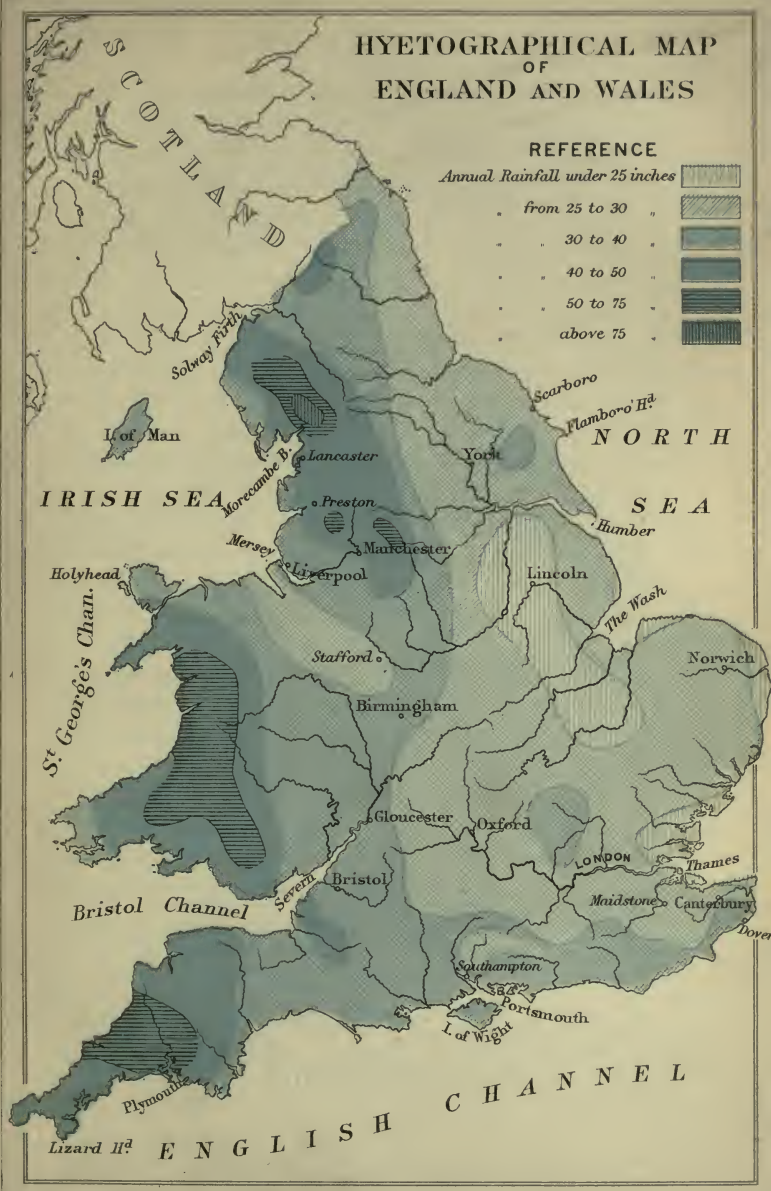 HYETOGRAPHICAL MAP
OF
ENGLAND AND WALES
REFERENCE
Annual Rainfall under 25 inches
" from 25 to 30 "
" " 30 to 40 "
" " 40 to 50 "
" " 50 to 75 "
" " above 75 "
SCOTLAND
Solway Firth
Scarboro
Flamboro' Hd.
I. of Man
York
NORTH
SEA
Morecambe B.
Lancaster
IRISH SEA
Preston
Humber
Mersey
Manchester
Liverpool
Holyhead
Lincoln
The Wash
St. George's Chan.
Stafford
Norwich
Birmingham
Gloucester
Oxford
LONDON
Thames
Severn
Bristol
Maidstone
Canterbury
Bristol Channel
Dover
Southampton
Portsmouth
I. of Wight
Plymouth
Lizard Hd.
ENGLISH CHANNEL